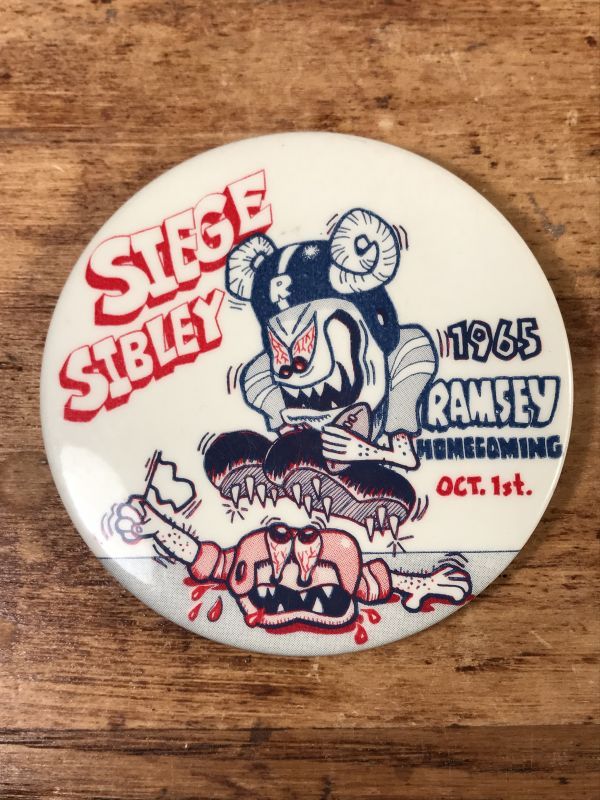 SIEGE
SIBLEY
R
1965
RAMSEY
HOMECOMING
OCT. 1st.